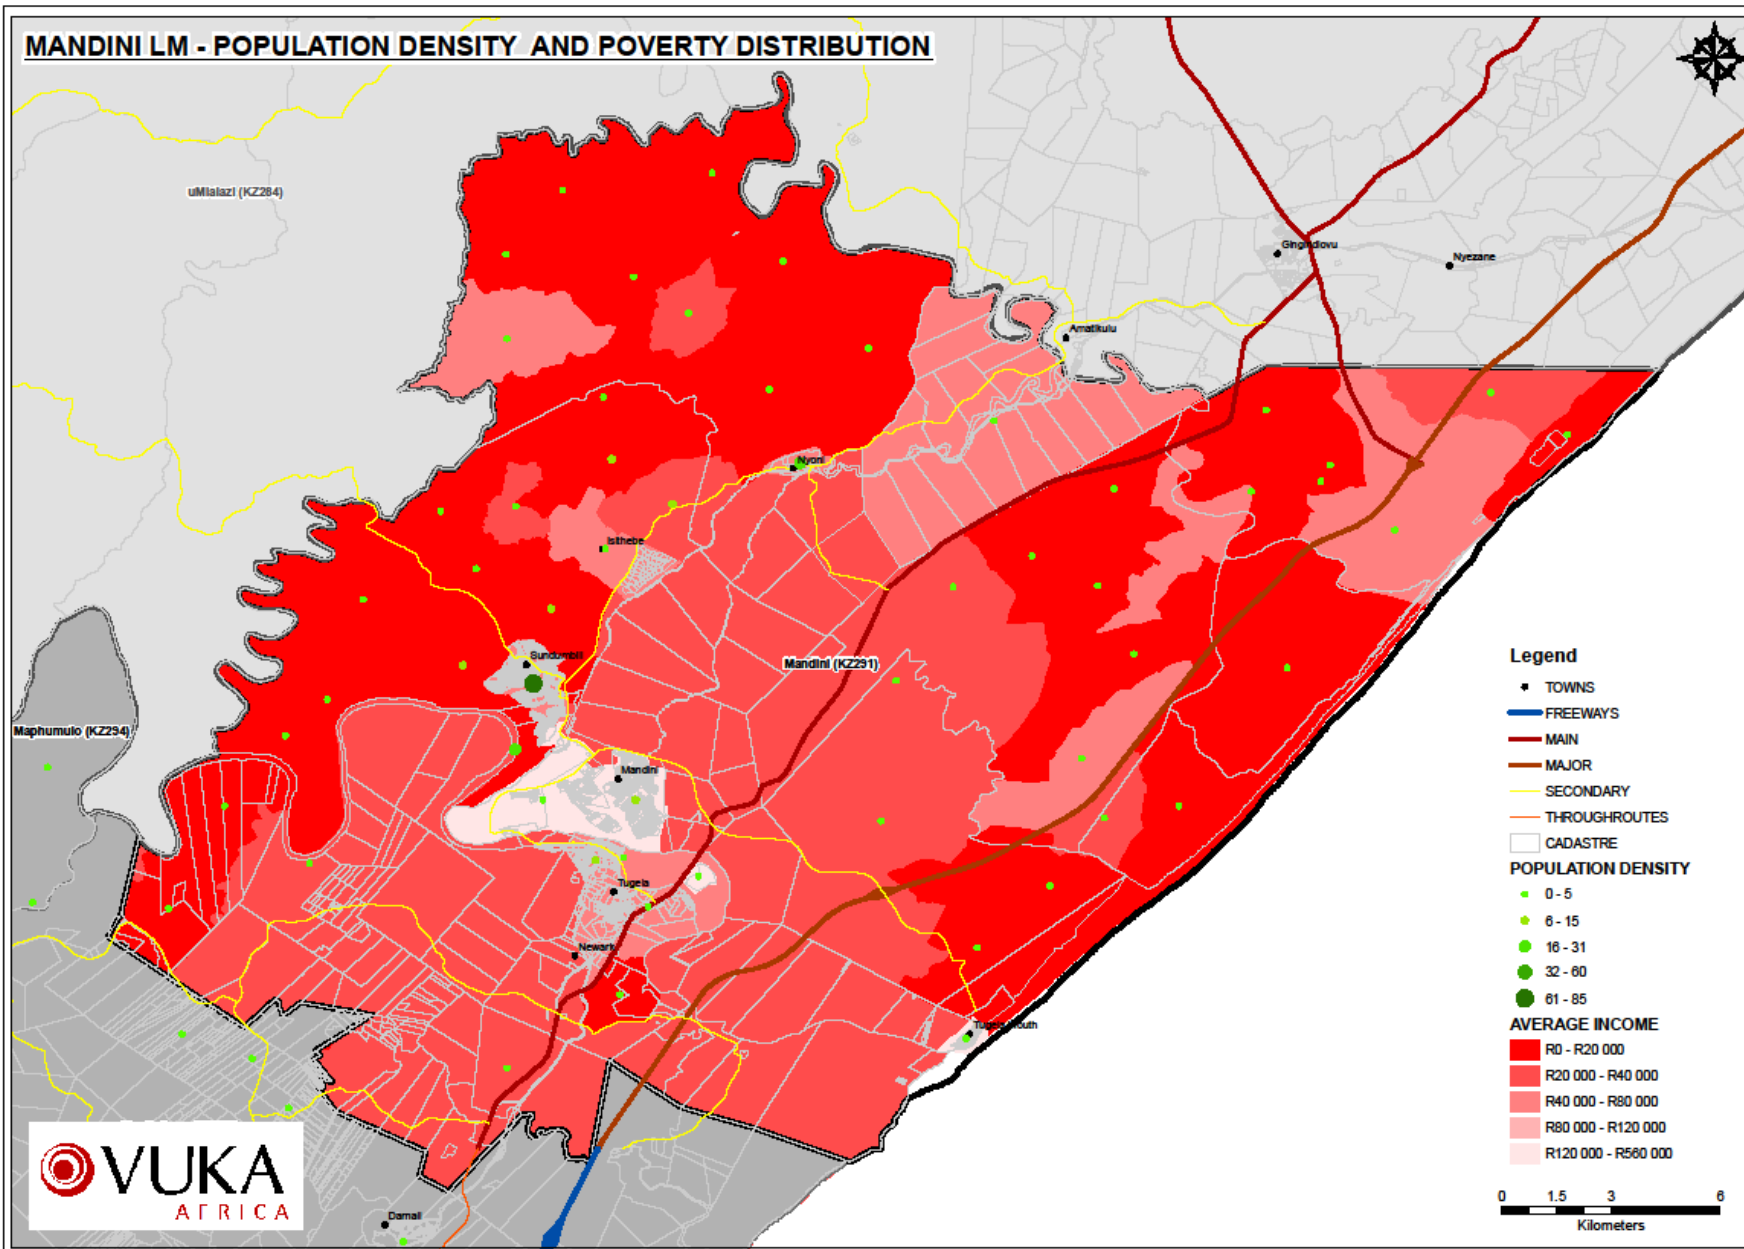 MANDINI LM - POPULATION DENSITY AND POVERTY DISTRIBUTION
uMlalazi (KZ284)
Gingindlovu
Nyezane
Amatikulu
Nyoni
Isithebe
Sundumbili
Mandini (KZ291)
Maphumulo (KZ294)
Mandini
Tugela
Newark
Tugela Mouth
Darnall
Legend
TOWNS
FREEWAYS
MAIN
MAJOR
SECONDARY
THROUGHROUTES
CADASTRE
POPULATION DENSITY
0 - 5
6 - 15
16 - 31
32 - 60
61 - 85
AVERAGE INCOME
R0 - R20 000
R20 000 - R40 000
R40 000 - R80 000
R80 000 - R120 000
R120 000 - R560 000
0 1.5 3 6
Kilometers
VUKA
AFRICA